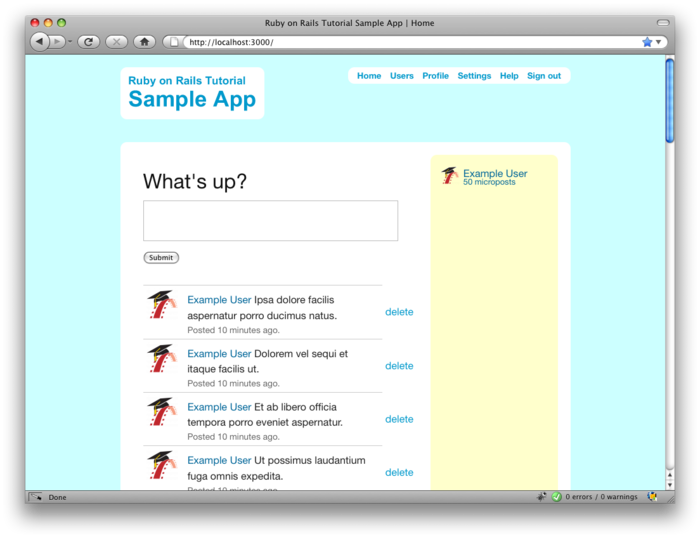 Ruby on Rails Tutorial Sample App | Home
http://localhost:3000/
Ruby on Rails Tutorial
Sample App
Home Users Profile Settings Help Sign out
What's up?
Submit
Example User
50 microposts
Example User Ipsa dolore facilis
aspernatur porro ducimus natus.
Posted 10 minutes ago.
delete
Example User Dolorem vel sequi et
itaque facilis ut.
Posted 10 minutes ago.
delete
Example User Et ab libero officia
tempora porro eveniet aspernatur.
Posted 10 minutes ago.
delete
Example User Ut possimus laudantium
fuga omnis expedita.
Posted 10 minutes ago.
delete
Done
0 errors / 0 warnings